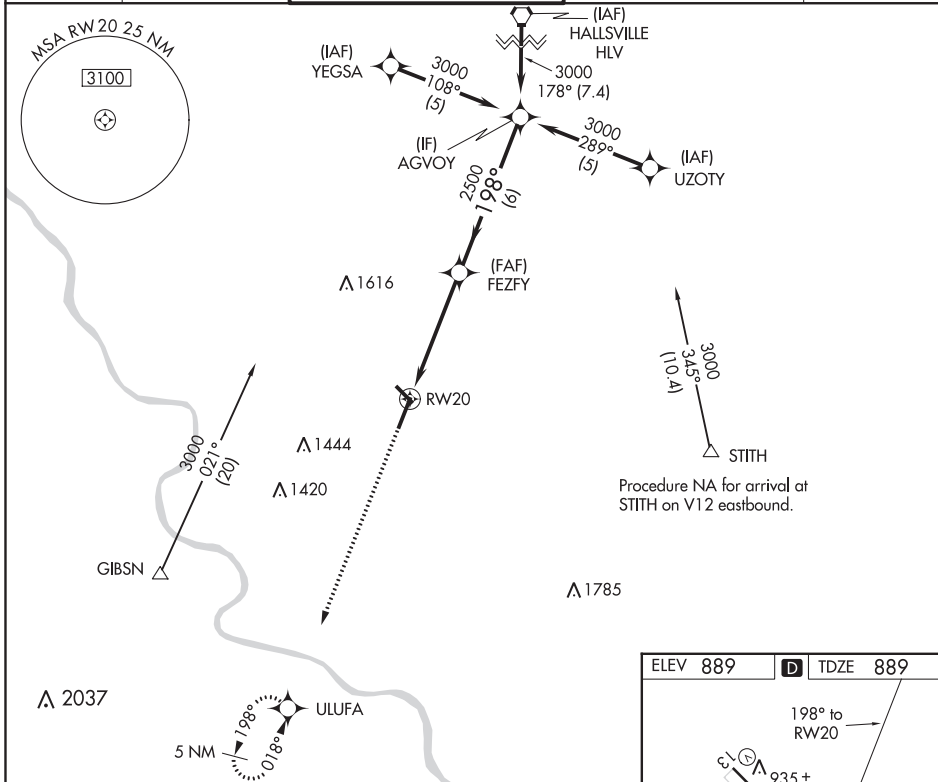 MSA RW20 25 NM
3100
(IAF)
HALLSVILLE
HLV
(IAF)
YEGSA
3000
108°
(5)
3000
178° (7.4)
(IF)
AGVOY
3000
289°
(5)
(IAF)
UZOTY
2500
198°
(6)
(FAF)
FEZFY
1616
RW20
3000
345°
(10.4)
STITH
Procedure NA for arrival at
STITH on V12 eastbound.
3000
021°
(20)
1444
1420
GIBSN
1785
2037
ULUFA
198°
018°
5 NM
ELEV 889 D TDZE 889
198° to
RW20
13
V
935 ±